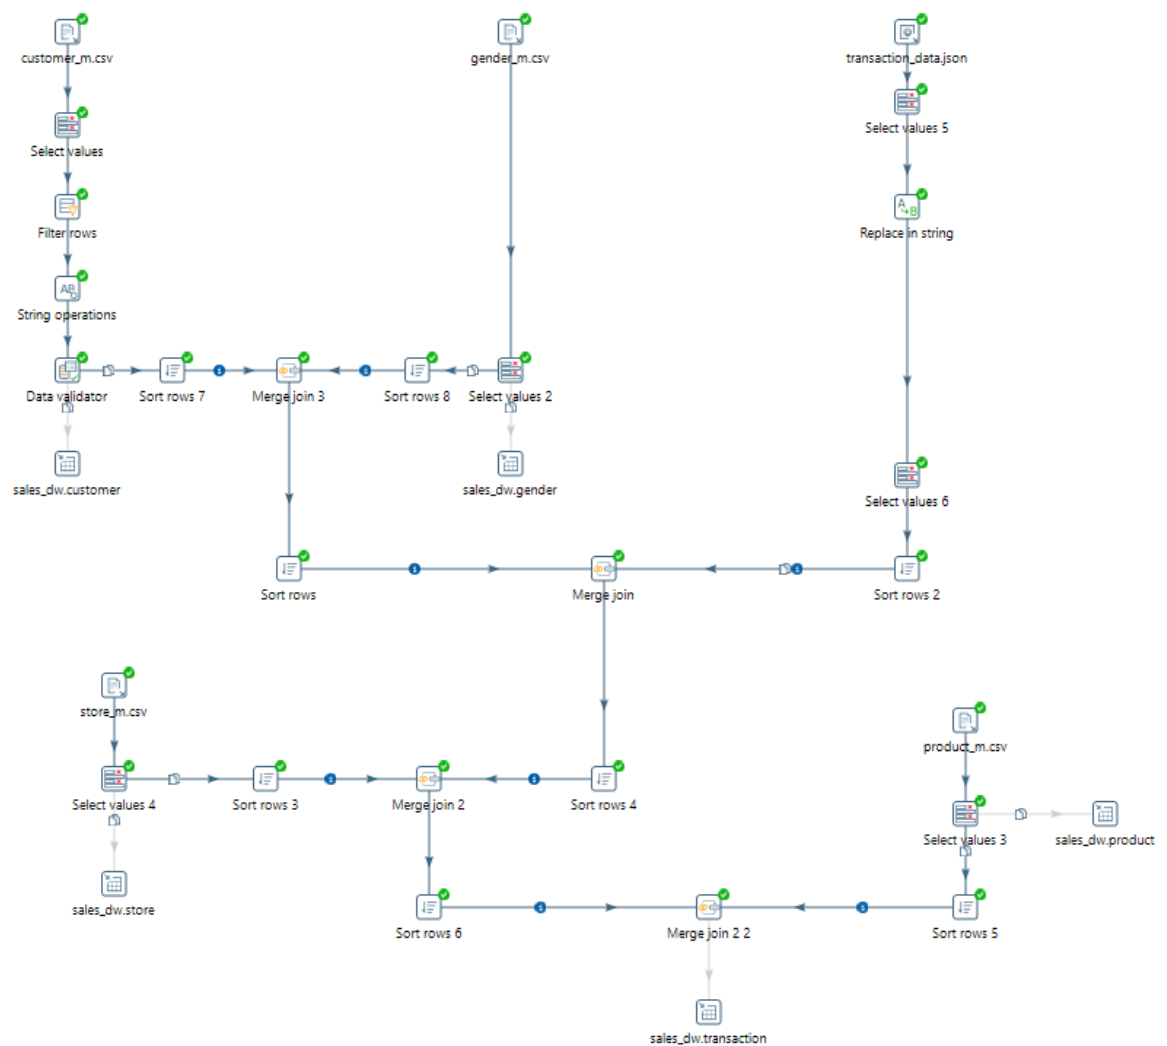 customer_m.csv
gender_m.csv
transaction_data.json
Select values 5
Select values
Filter rows
Replace in string
String operations
Data validator
Sort rows 7
Merge join 3
Sort rows 8
Select values 2
sales_dw.customer
sales_dw.gender
Select values 6
Sort rows
Merge join
Sort rows 2
store_m.csv
product_m.csv
Select values 4
Sort rows 3
Merge join 2
Sort rows 4
Select values 3
sales_dw.product
sales_dw.store
Sort rows 6
Merge join 2 2
Sort rows 5
sales_dw.transaction